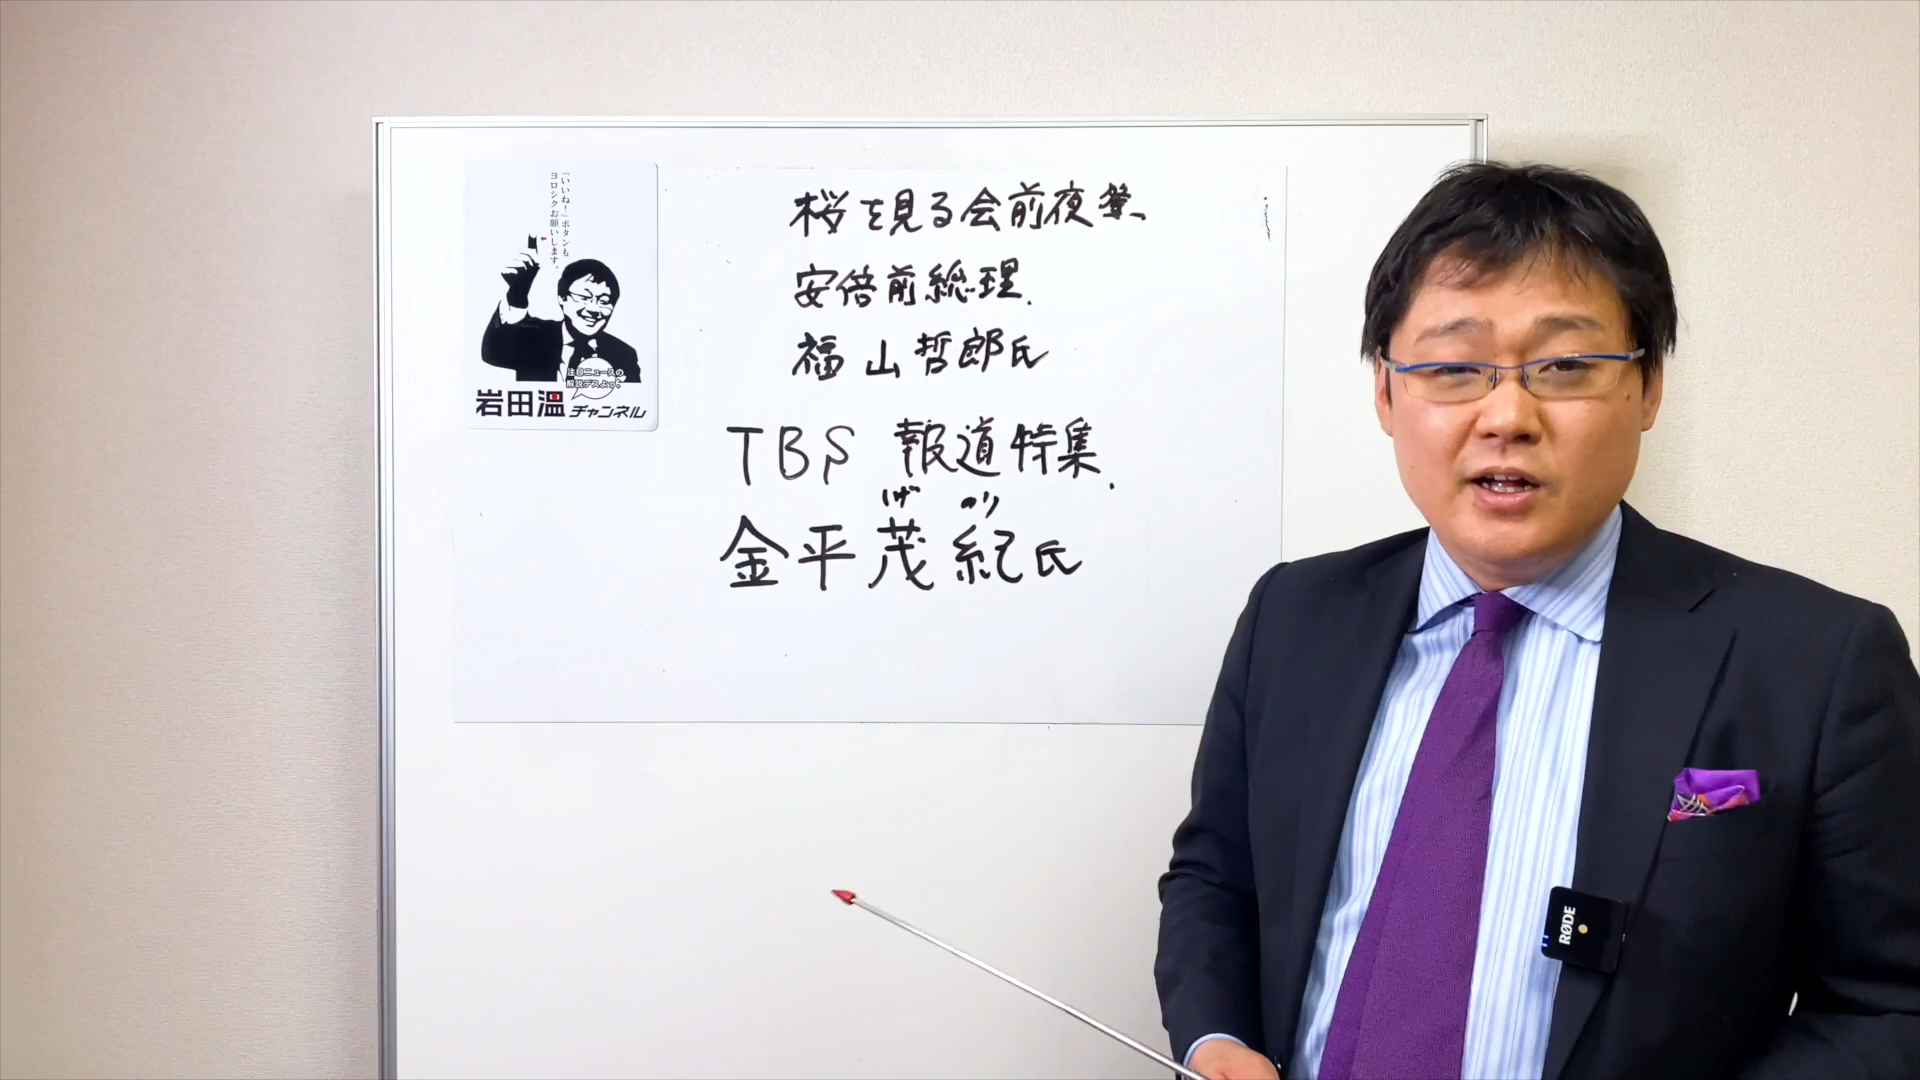 「いいね！」ボタンも
ヨロシクお願いします。
注目ニュースの
解説デスよっ!
岩田温チャンネル
桜を見る会前夜祭、
安倍前総理.
福山哲郎氏
TBS 報道特集.
しげ のり
金平茂紀氏
RØDE